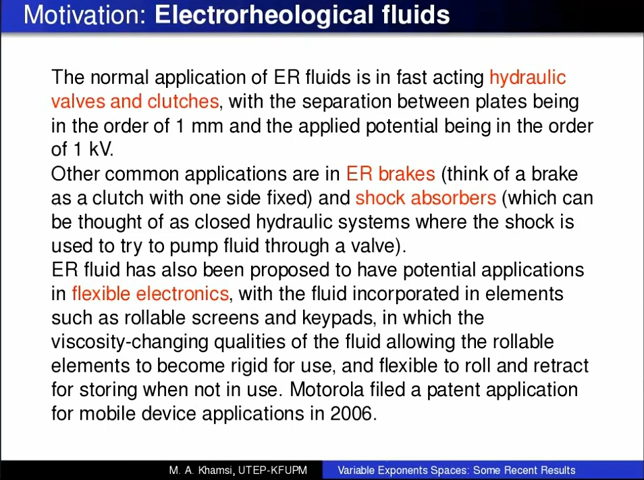 Motivation: Electrorheological fluids
The normal application of ER fluids is in fast acting hydraulic
valves and clutches, with the separation between plates being
in the order of 1 mm and the applied potential being in the order
of 1 kV.
Other common applications are in ER brakes (think of a brake
as a clutch with one side fixed) and shock absorbers (which can
be thought of as closed hydraulic systems where the shock is
used to try to pump fluid through a valve).
ER fluid has also been proposed to have potential applications
in flexible electronics, with the fluid incorporated in elements
such as rollable screens and keypads, in which the
viscosity-changing qualities of the fluid allowing the rollable
elements to become rigid for use, and flexible to roll and retract
for storing when not in use. Motorola filed a patent application
for mobile device applications in 2006.
M. A. Khamsi, UTEP-KFUPM Variable Exponents Spaces: Some Recent Results